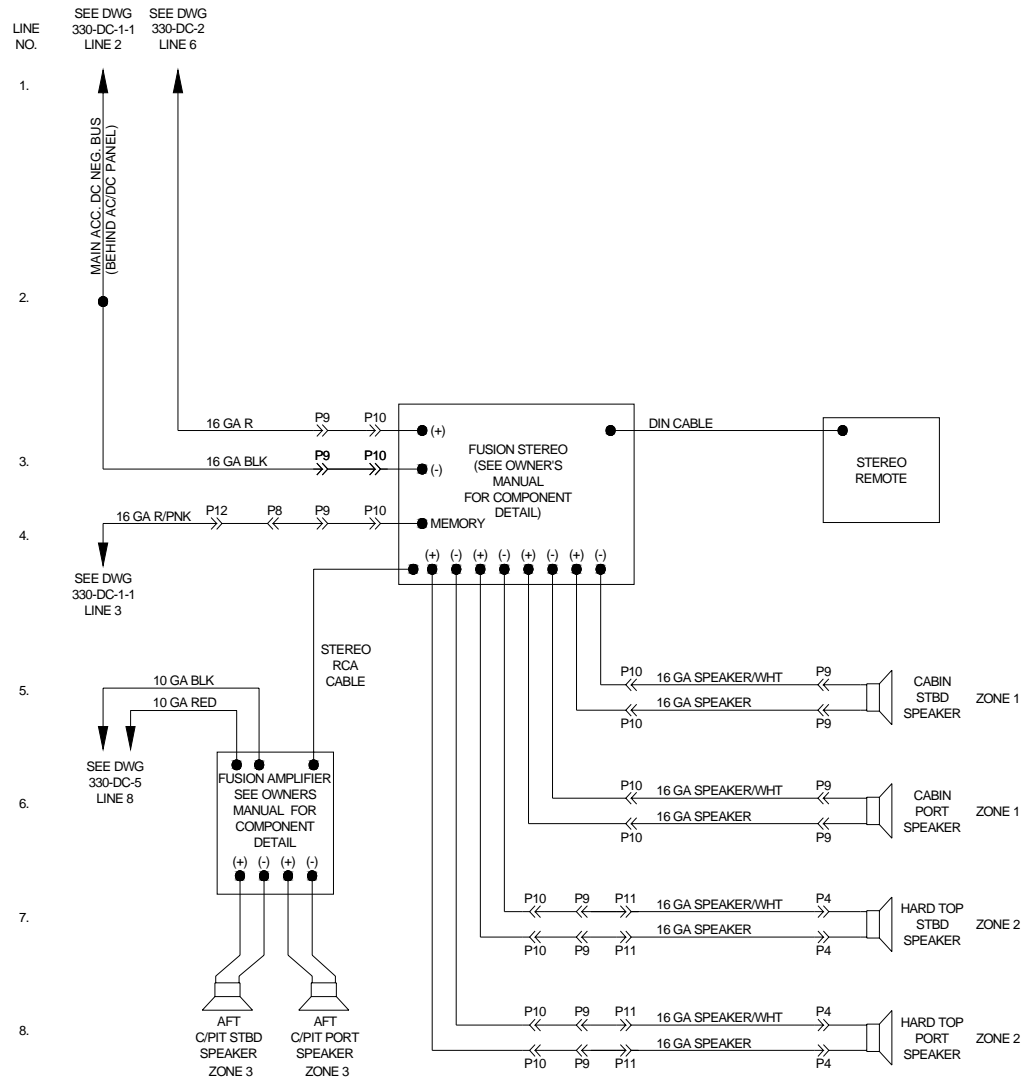 LINE
NO.
SEE DWG
330-DC-1-1
LINE 2
SEE DWG
330-DC-2
LINE 6
1.
MAIN ACC. DC NEG. BUS
(BEHIND AC/DC PANEL)
2.
16 GA R
P9
P10
(+)
3.
16 GA BLK
P9
P10
(-)
FUSION STEREO
(SEE OWNER'S
MANUAL
FOR COMPONENT
DETAIL)
DIN CABLE
STEREO
REMOTE
4.
16 GA R/PNK
P12
P8
P9
P10
MEMORY
(+)
(-)
(+)
(-)
(+)
(-)
(+)
(-)
SEE DWG
330-DC-1-1
LINE 3
STEREO
RCA
CABLE
5.
10 GA BLK
10 GA RED
P10
16 GA SPEAKER/WHT
P9
16 GA SPEAKER
P10
P9
CABIN
STBD
SPEAKER
ZONE 1
SEE DWG
330-DC-5
LINE 8
6.
FUSION AMPLIFIER
SEE OWNERS
MANUAL FOR
COMPONENT
DETAIL
(+)
(-)
(+)
(-)
P10
16 GA SPEAKER/WHT
P9
16 GA SPEAKER
P10
P9
CABIN
PORT
SPEAKER
ZONE 1
7.
P10
P9
P11
16 GA SPEAKER/WHT
P4
16 GA SPEAKER
P10
P9
P11
P4
HARD TOP
STBD
SPEAKER
ZONE 2
8.
AFT
C/PIT STBD
SPEAKER
ZONE 3
AFT
C/PIT PORT
SPEAKER
ZONE 3
P10
P9
P11
16 GA SPEAKER/WHT
P4
16 GA SPEAKER
P10
P9
P11
P4
HARD TOP
PORT
SPEAKER
ZONE 2